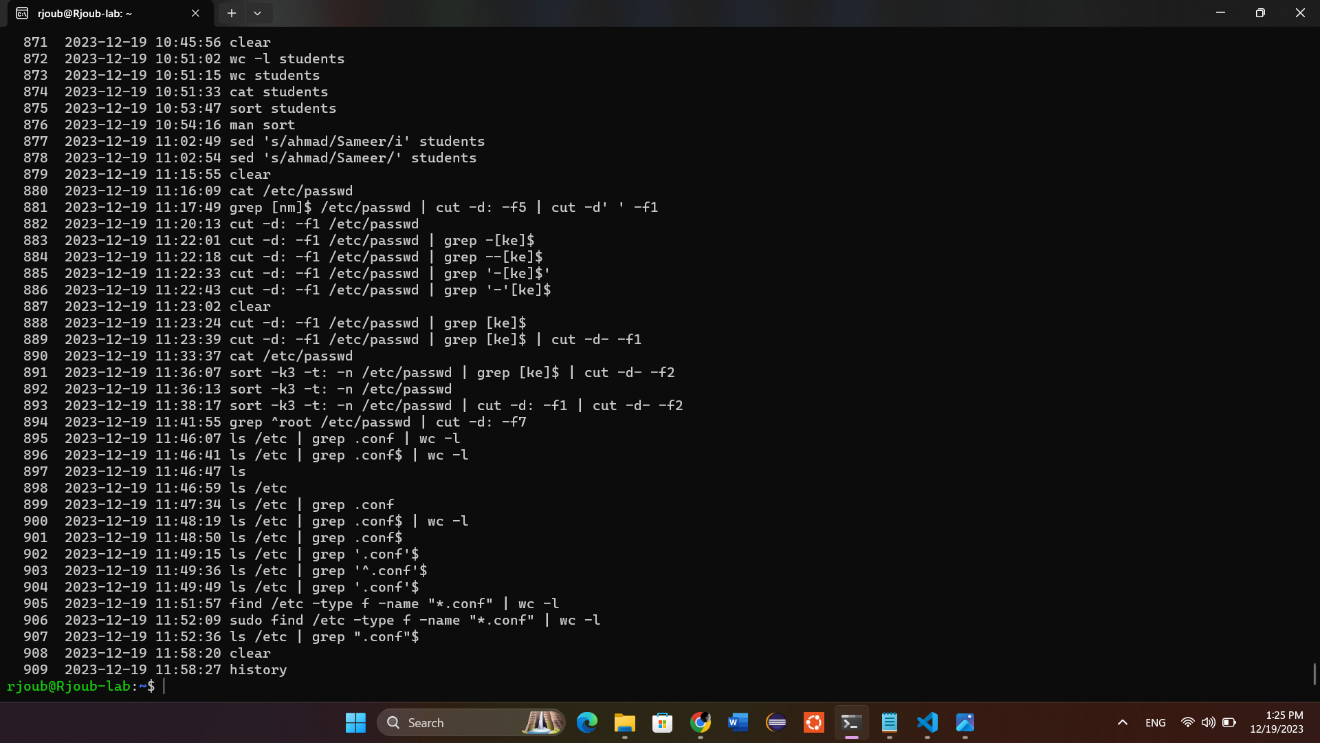 rjoub@Rjoub-lab: ~
871 2023-12-19 10:45:56 clear
872 2023-12-19 10:51:02 wc -l students
873 2023-12-19 10:51:15 wc students
874 2023-12-19 10:51:33 cat students
875 2023-12-19 10:53:47 sort students
876 2023-12-19 10:54:16 man sort
877 2023-12-19 11:02:49 sed 's/ahmad/Sameer/i' students
878 2023-12-19 11:02:54 sed 's/ahmad/Sameer/' students
879 2023-12-19 11:15:55 clear
880 2023-12-19 11:16:09 cat /etc/passwd
881 2023-12-19 11:17:49 grep [nm]$ /etc/passwd | cut -d: -f5 | cut -d' ' -f1
882 2023-12-19 11:20:13 cut -d: -f1 /etc/passwd
883 2023-12-19 11:22:01 cut -d: -f1 /etc/passwd | grep -[ke]$
884 2023-12-19 11:22:18 cut -d: -f1 /etc/passwd | grep --[ke]$
885 2023-12-19 11:22:33 cut -d: -f1 /etc/passwd | grep '-[ke]$'
886 2023-12-19 11:22:43 cut -d: -f1 /etc/passwd | grep '-'[ke]$
887 2023-12-19 11:23:02 clear
888 2023-12-19 11:23:24 cut -d: -f1 /etc/passwd | grep [ke]$
889 2023-12-19 11:23:39 cut -d: -f1 /etc/passwd | grep [ke]$ | cut -d- -f1
890 2023-12-19 11:33:37 cat /etc/passwd
891 2023-12-19 11:36:07 sort -k3 -t: -n /etc/passwd | grep [ke]$ | cut -d- -f2
892 2023-12-19 11:36:13 sort -k3 -t: -n /etc/passwd
893 2023-12-19 11:38:17 sort -k3 -t: -n /etc/passwd | cut -d: -f1 | cut -d- -f2
894 2023-12-19 11:41:55 grep ^root /etc/passwd | cut -d: -f7
895 2023-12-19 11:46:07 ls /etc | grep .conf | wc -l
896 2023-12-19 11:46:41 ls /etc | grep .conf$ | wc -l
897 2023-12-19 11:46:47 ls
898 2023-12-19 11:46:59 ls /etc
899 2023-12-19 11:47:34 ls /etc | grep .conf
900 2023-12-19 11:48:19 ls /etc | grep .conf$ | wc -l
901 2023-12-19 11:48:50 ls /etc | grep .conf$
902 2023-12-19 11:49:15 ls /etc | grep '.conf'$
903 2023-12-19 11:49:36 ls /etc | grep '^.conf'$
904 2023-12-19 11:49:49 ls /etc | grep '.conf'$
905 2023-12-19 11:51:57 find /etc -type f -name "*.conf" | wc -l
906 2023-12-19 11:52:09 sudo find /etc -type f -name "*.conf" | wc -l
907 2023-12-19 11:52:36 ls /etc | grep ".conf"$
908 2023-12-19 11:58:20 clear
909 2023-12-19 11:58:27 history
rjoub@Rjoub-lab:~$
Search
ENG
1:25 PM
12/19/2023